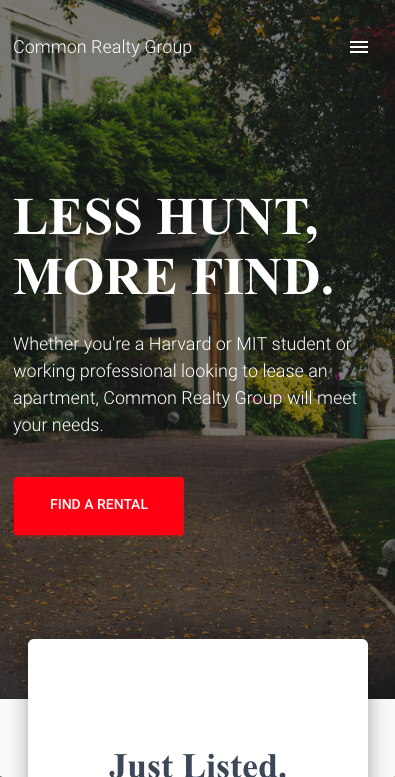 Common Realty Group
LESS HUNT,
MORE FIND.
Whether you're a Harvard or MIT student or
working professional looking to lease an
apartment, Common Realty Group will meet
your needs.
FIND A RENTAL
Just Listed.